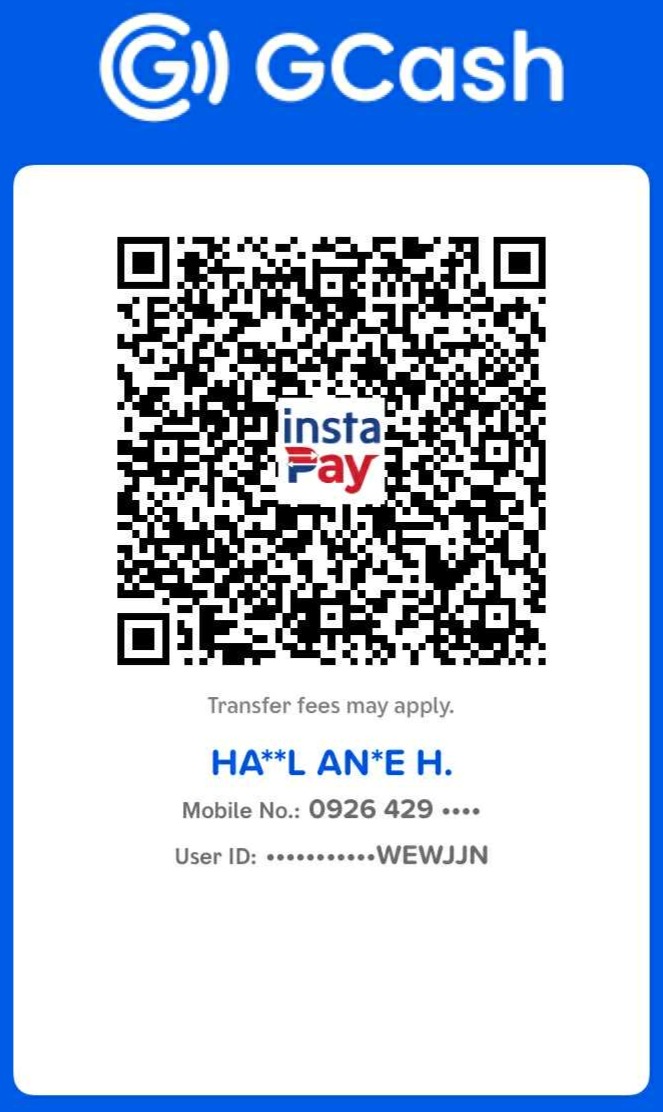 GCash
insta
Pay
Transfer fees may apply.
HA**L AN*E H.
Mobile No.: 0926 429 ••••
User ID: •••••••••••WEWJJN